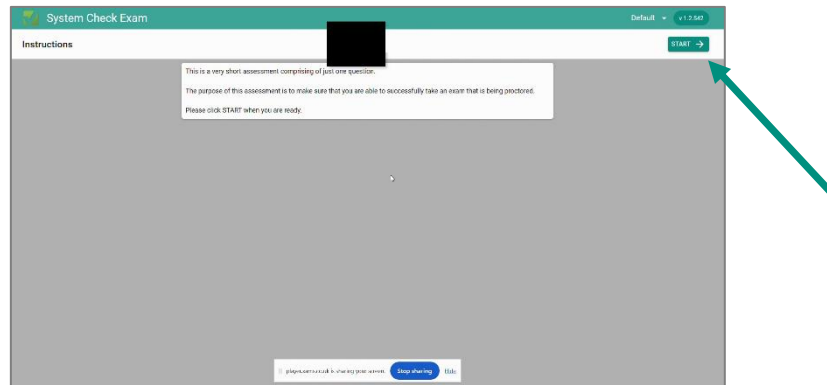 System Check Exam
Default
v 1.2.542
Instructions
START
This is a very short assessment comprising of just one question.
The purpose of this assessment is to make sure that you are able to successfully take an exam that is being proctored.
Please click START when you are ready.
is sharing your screen.
Stop sharing
Hide